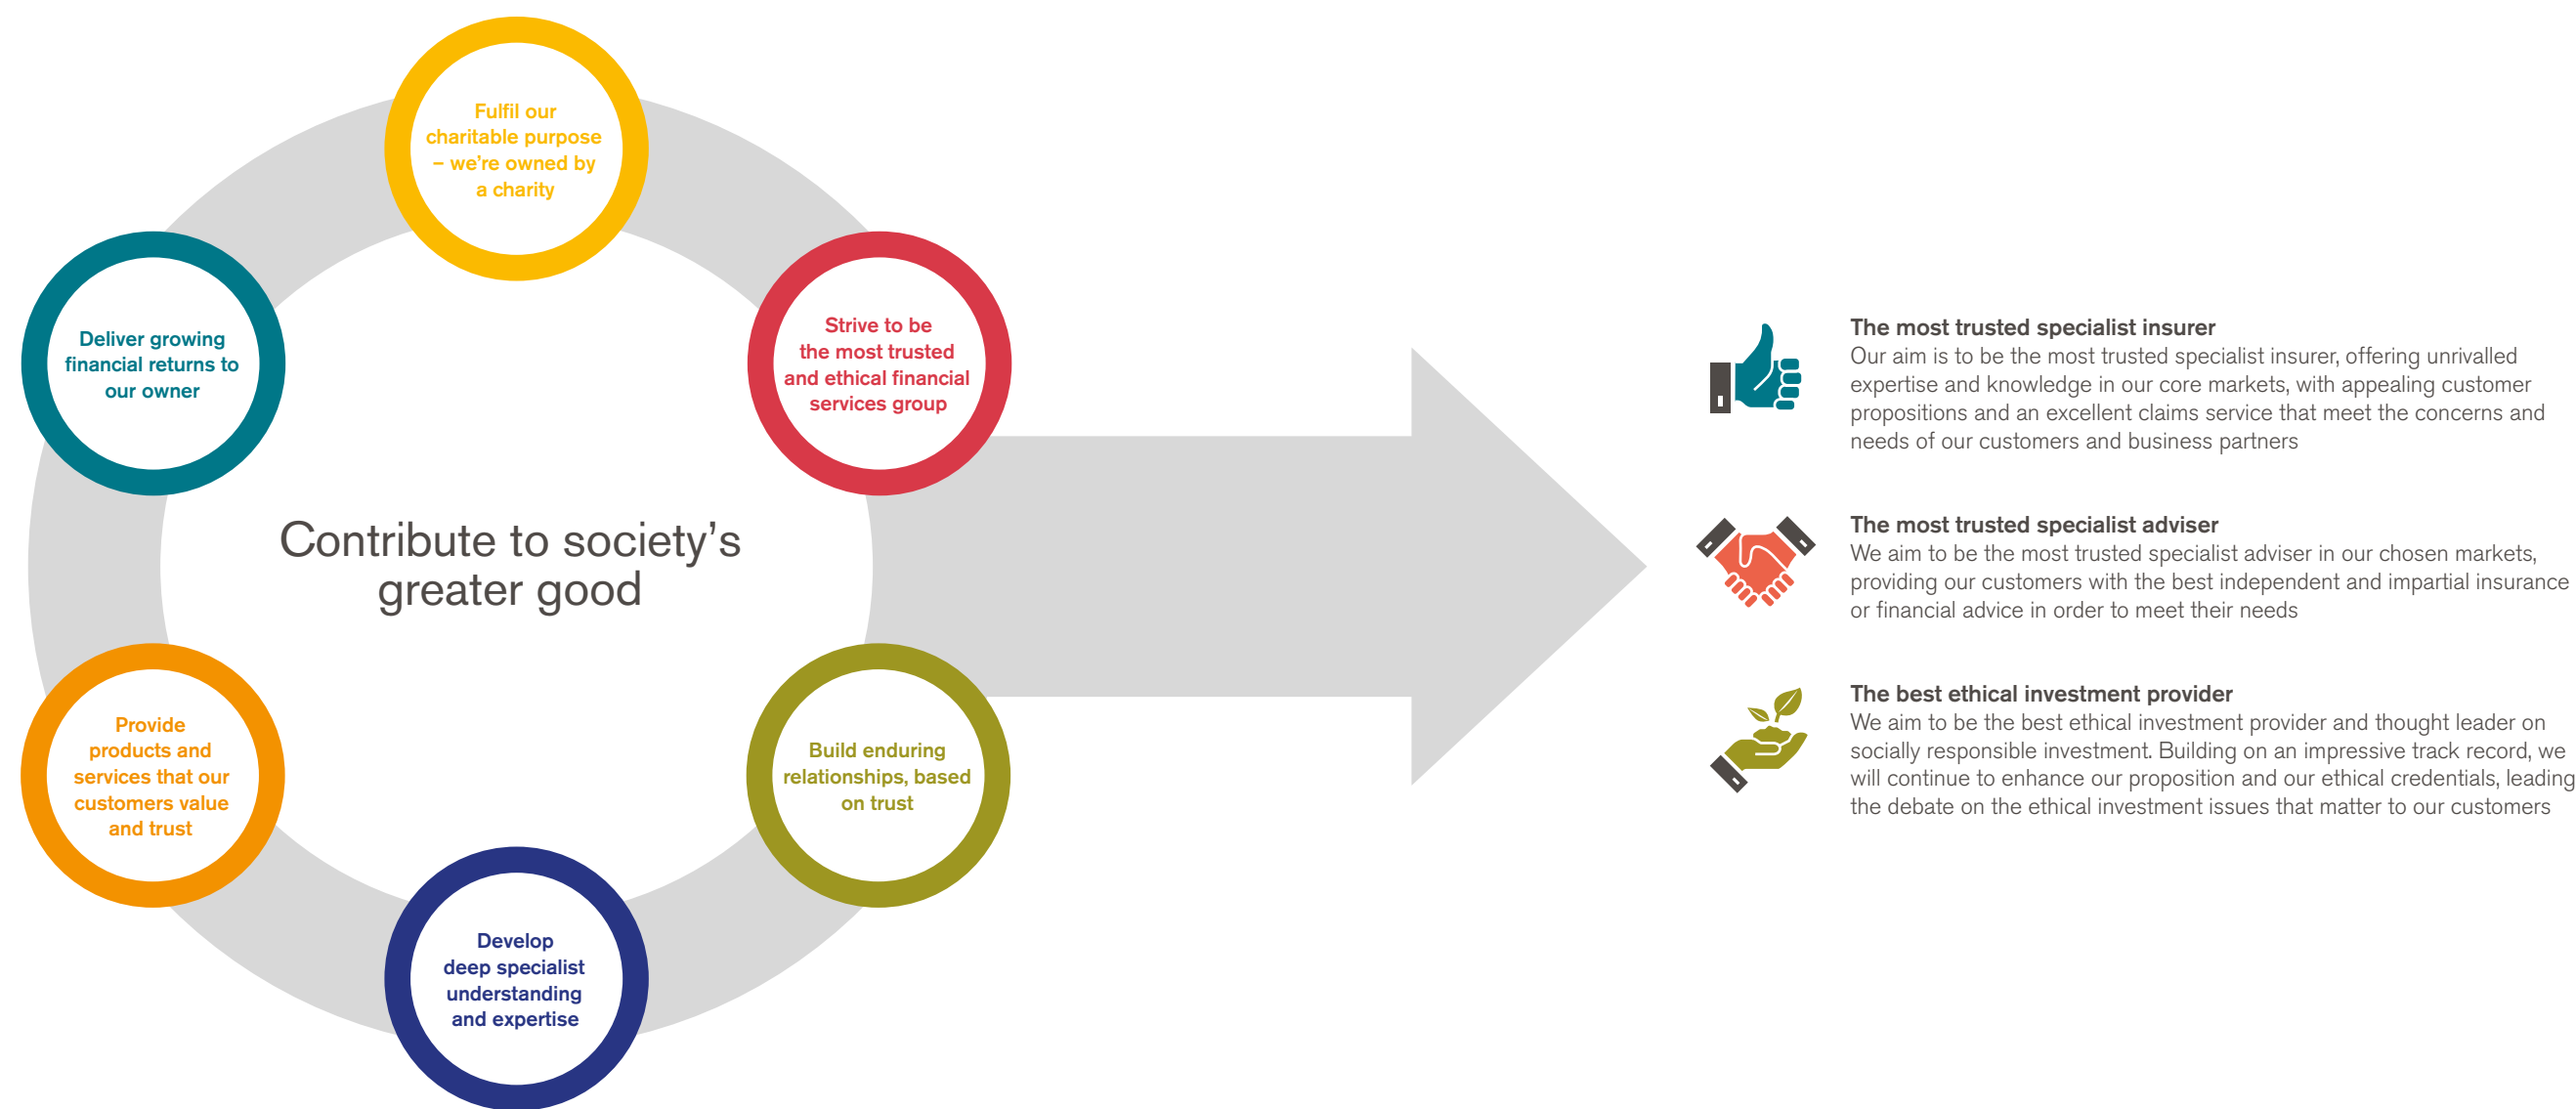 Fulfil our
charitable purpose
– we’re owned by
a charity
Strive to be
the most trusted
and ethical financial
services group
Build enduring
relationships, based
on trust
Develop
deep specialist
understanding
and expertise
Provide
products and
services that our
customers value
and trust
Deliver growing
financial returns to
our owner
Contribute to society’s
greater good
The most trusted specialist insurer
Our aim is to be the most trusted specialist insurer, offering unrivalled
expertise and knowledge in our core markets, with appealing customer
propositions and an excellent claims service that meet the concerns and
needs of our customers and business partners
The most trusted specialist adviser
We aim to be the most trusted specialist adviser in our chosen markets,
providing our customers with the best independent and impartial insurance
or financial advice in order to meet their needs
The best ethical investment provider
We aim to be the best ethical investment provider and thought leader on
socially responsible investment. Building on an impressive track record, we
will continue to enhance our proposition and our ethical credentials, leading
the debate on the ethical investment issues that matter to our customers